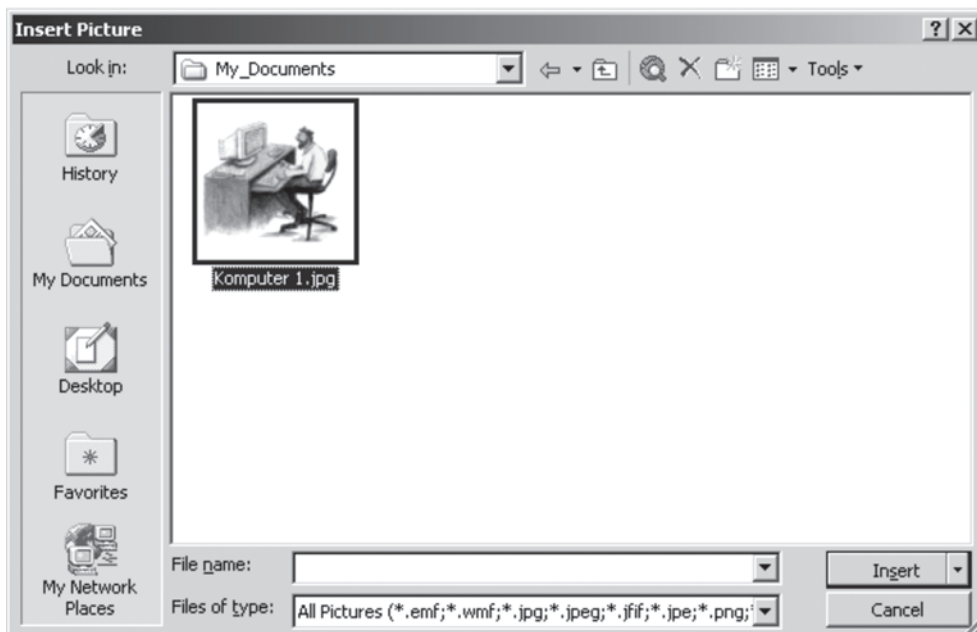 Insert Picture
Look in: My_Documents Tools
History
My Documents
Desktop
Favorites
My Network
Places
Komputer 1.jpg
File name: Insert
Files of type: All Pictures (*.emf;*.wmf;*.jpg;*.jpeg;*.jfif;*.jpe;*.png; Cancel